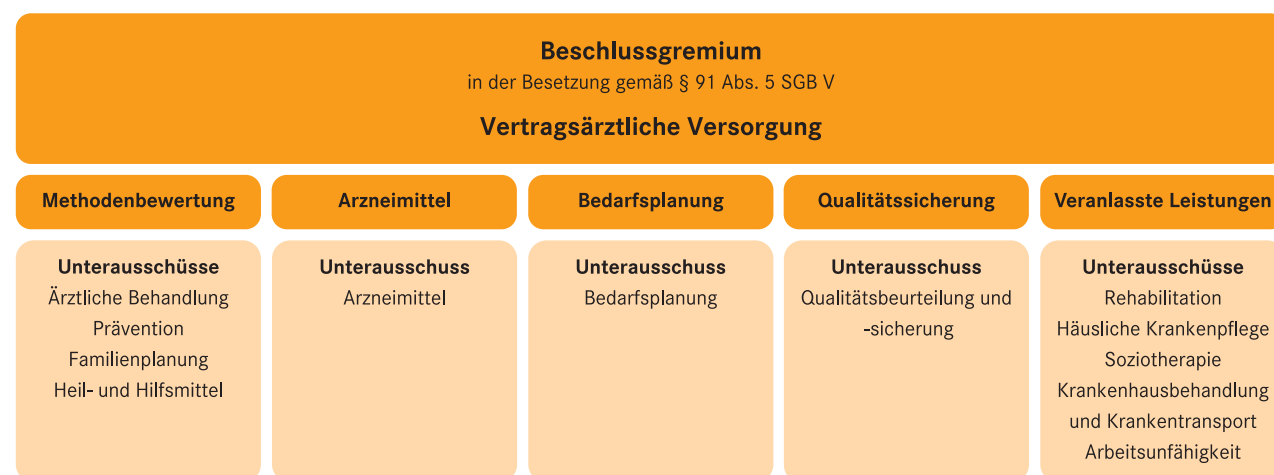 Beschlussgremium
in der Besetzung gemäß § 91 Abs. 5 SGB V
Vertragsärztliche Versorgung
Methodenbewertung
Unterausschüsse
Ärztliche Behandlung
Prävention
Familienplanung
Heil- und Hilfsmittel
Arzneimittel
Unterausschuss
Arzneimittel
Bedarfsplanung
Unterausschuss
Bedarfsplanung
Qualitätssicherung
Unterausschuss
Qualitätsbeurteilung und
-sicherung
Veranlasste Leistungen
Unterausschüsse
Rehabilitation
Häusliche Krankenpflege
Soziotherapie
Krankenhausbehandlung
und Krankentransport
Arbeitsunfähigkeit